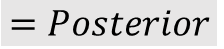 = Posterior